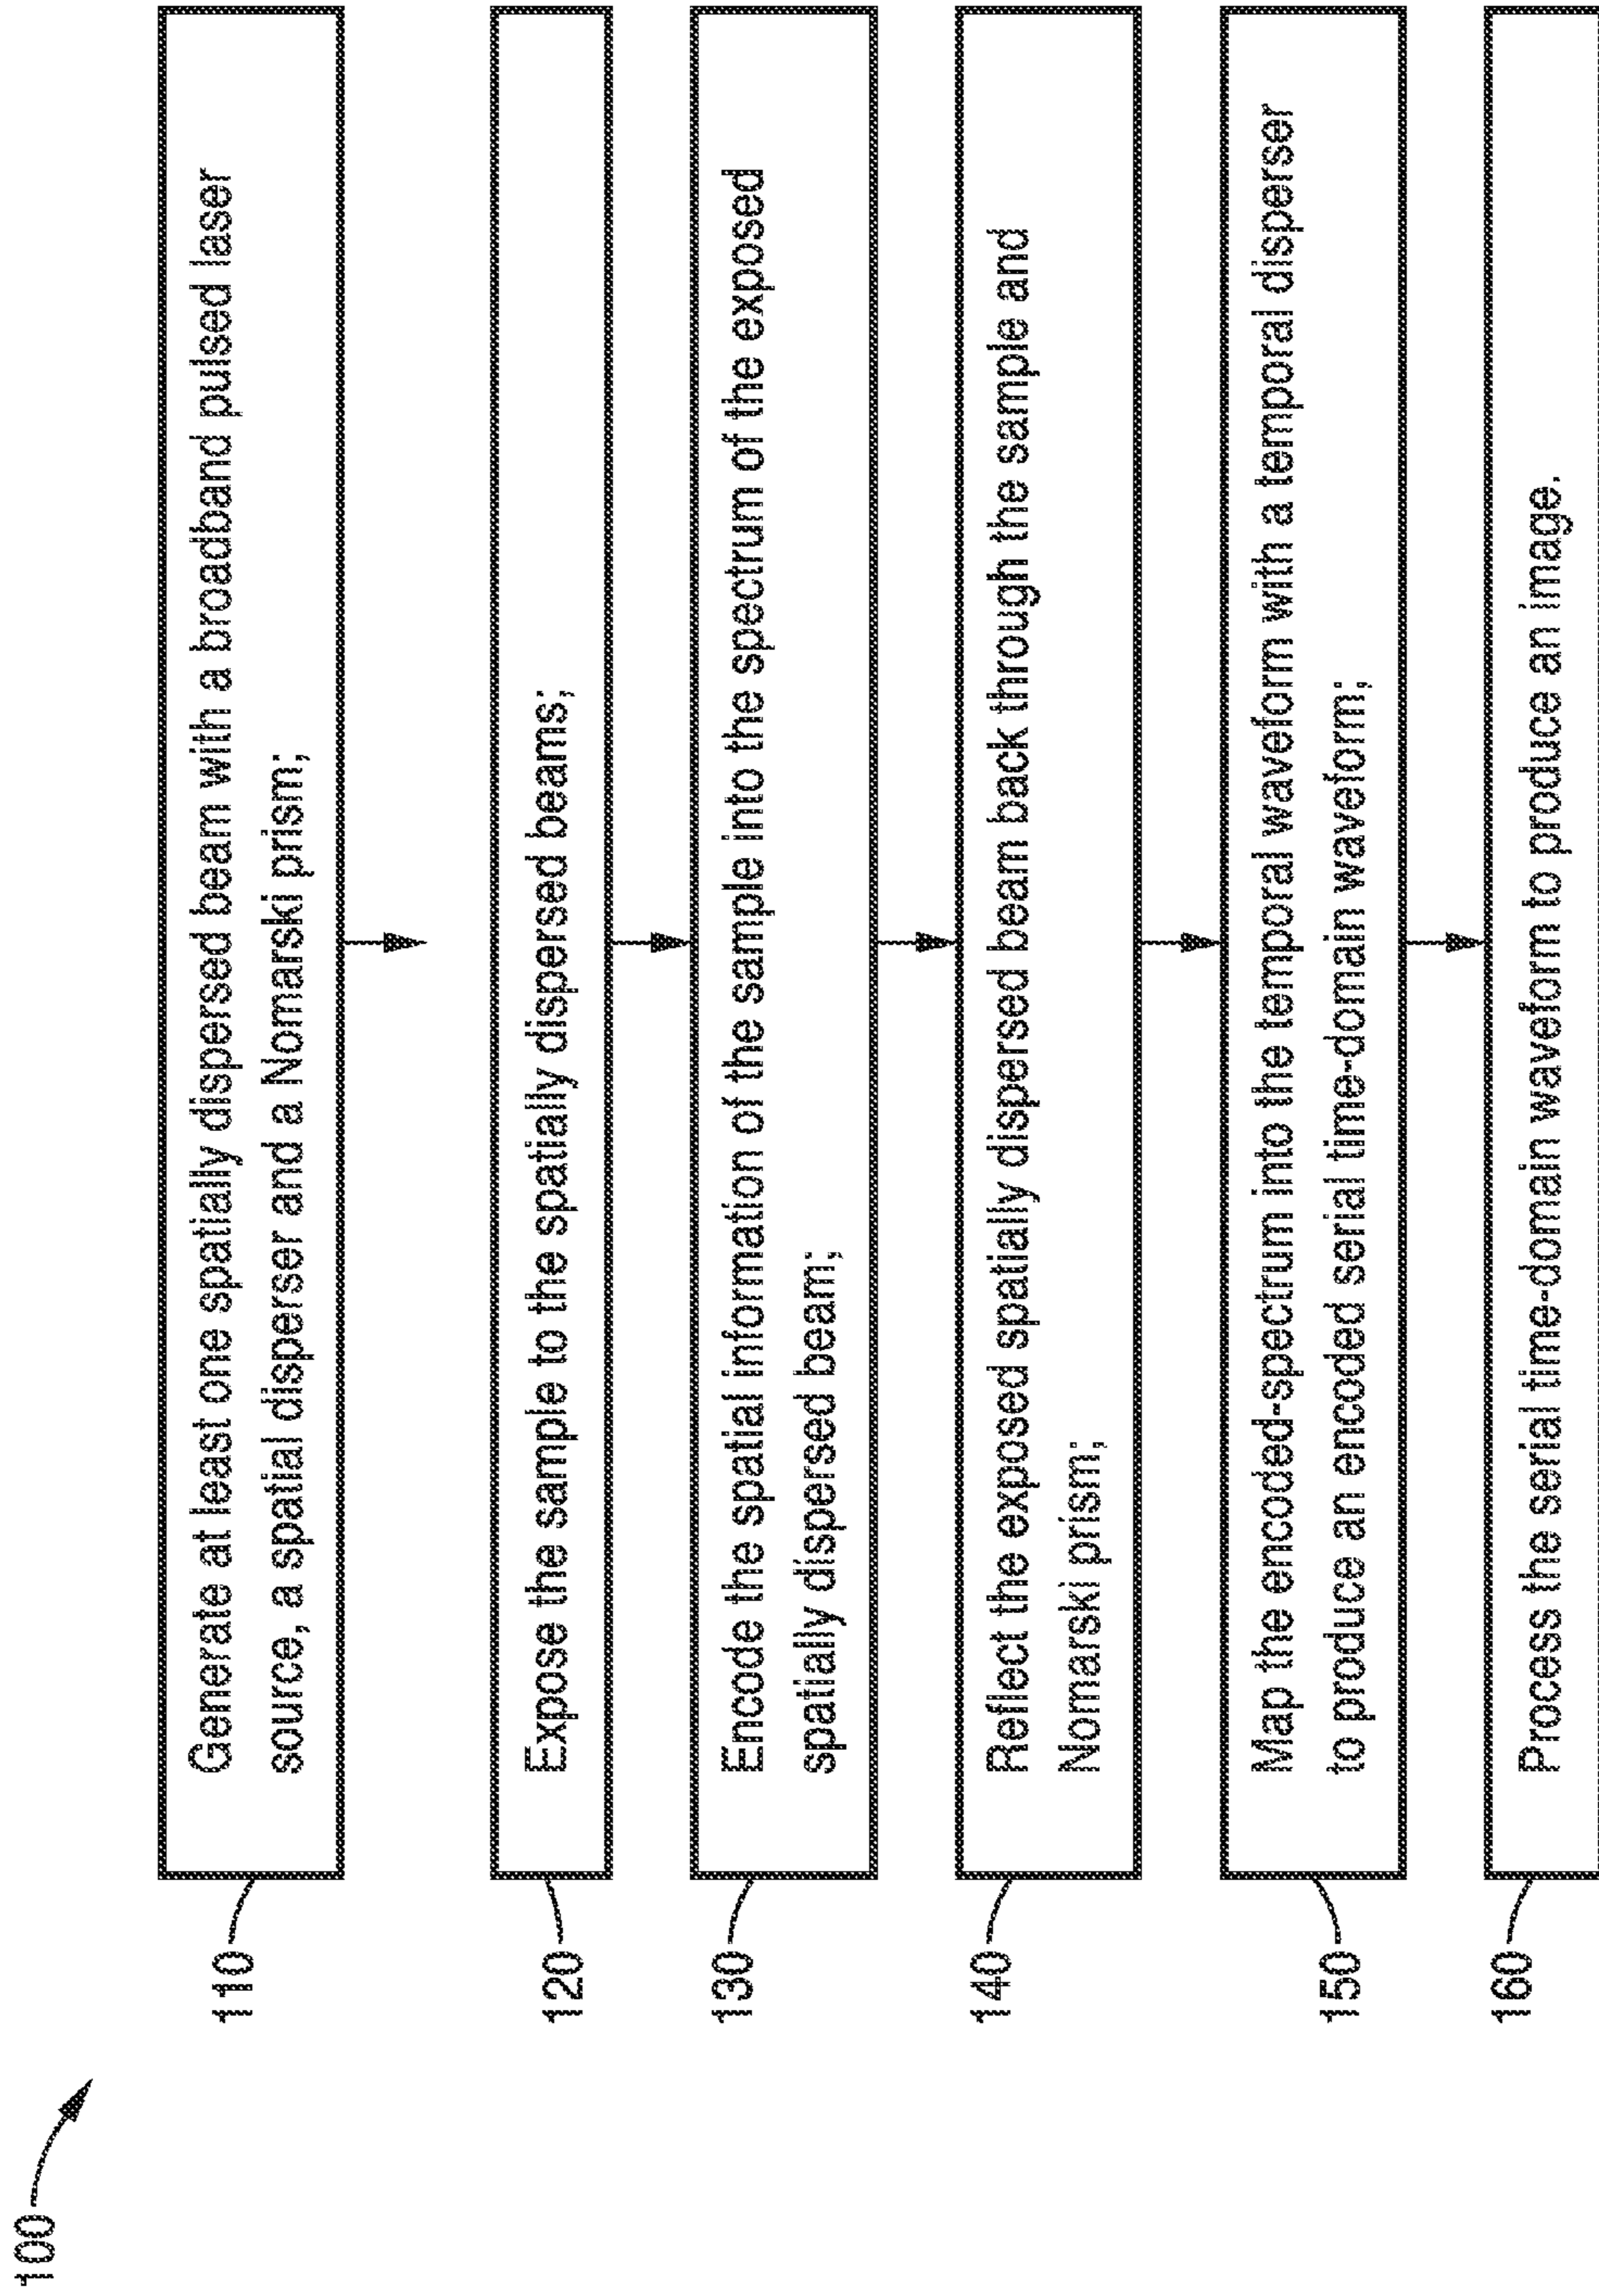 100
110
Generate at least one spatially dispersed beam with a broadband pulsed laser
source, a spatial disperser and a Nomarski prism;
120
Expose the sample to the spatially dispersed beams;
130
Encode the spatial information of the sample into the spectrum of the exposed
spatially dispersed beam;
140
Reflect the exposed spatially dispersed beam back through the sample and
Nomarski prism;
150
Map the encoded-spectrum into the temporal waveform with a temporal disperser
to produce an encoded serial time-domain waveform;
160
Process the serial time-domain waveform to produce an image.